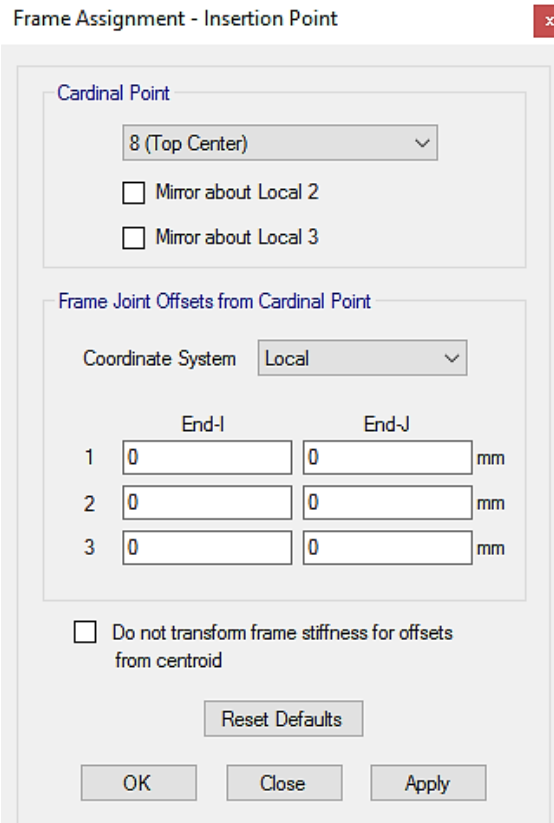 Frame Assignment - Insertion Point
x
Cardinal Point
8 (Top Center)
Mirror about Local 2
Mirror about Local 3
Frame Joint Offsets from Cardinal Point
Coordinate System Local
End-I End-J
1 0 0 mm
2 0 0 mm
3 0 0 mm
Do not transform frame stiffness for offsets
from centroid
Reset Defaults
OK Close Apply